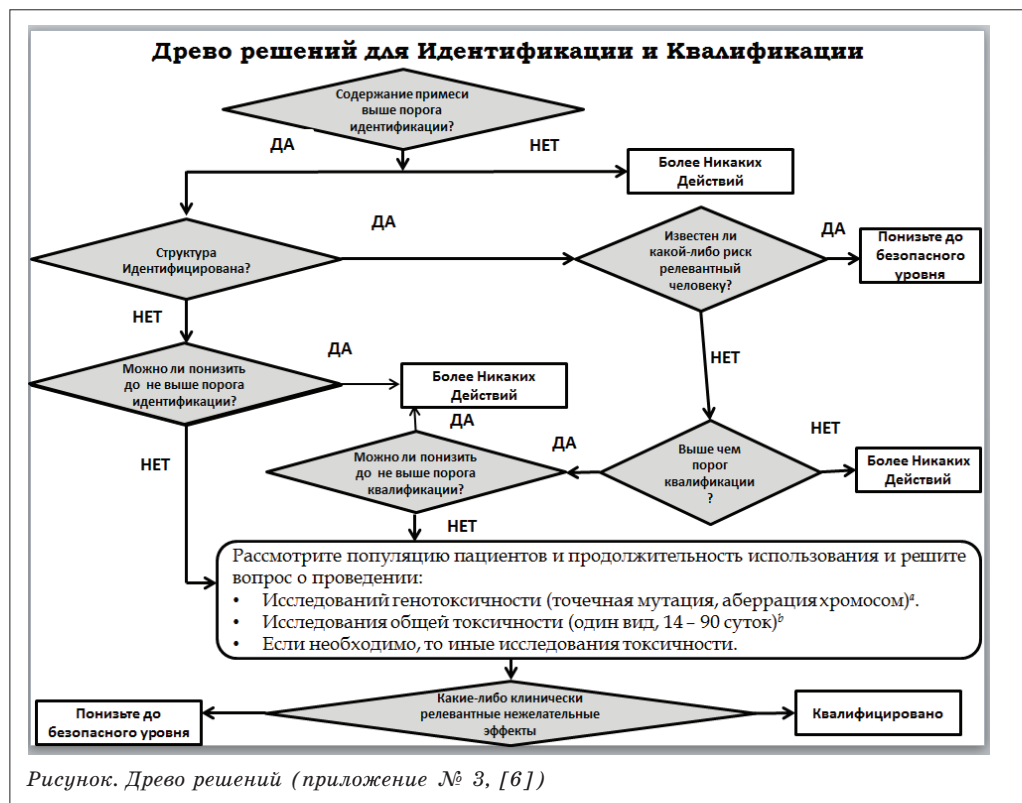 Древо решений для Идентификации и Квалификации
Содержание примеси
выше порога
идентификации?
ДА
НЕТ
Более Никаких
Действий
Структура
Идентифицирована?
ДА
Известен ли
какой-либо риск
релевантный
человеку?
ДА
Понизьте до
безопасного
уровня
НЕТ
НЕТ
Можно ли понизить
до не выше порога
идентификации?
ДА
Более Никаких
Действий
НЕТ
ДА
Можно ли понизить
до не выше порога
квалификации?
ДА
Выше чем
порог
квалификации
?
НЕТ
Более Никаких
Действий
НЕТ
Рассмотрите популяцию пациентов и продолжительность использования и решите
вопрос о проведении:
• Исследований генотоксичности (точечная мутация, аберрация хромосом)ᵃ.
• Исследования общей токсичности (один вид, 14 – 90 суток)ᵇ
• Если необходимо, то иные исследования токсичности.
Какие-либо клинически
релевантные нежелательные
эффекты
Понизьте до
безопасного уровня
Квалифицировано
Рисунок. Древо решений (приложение № 3, [6])